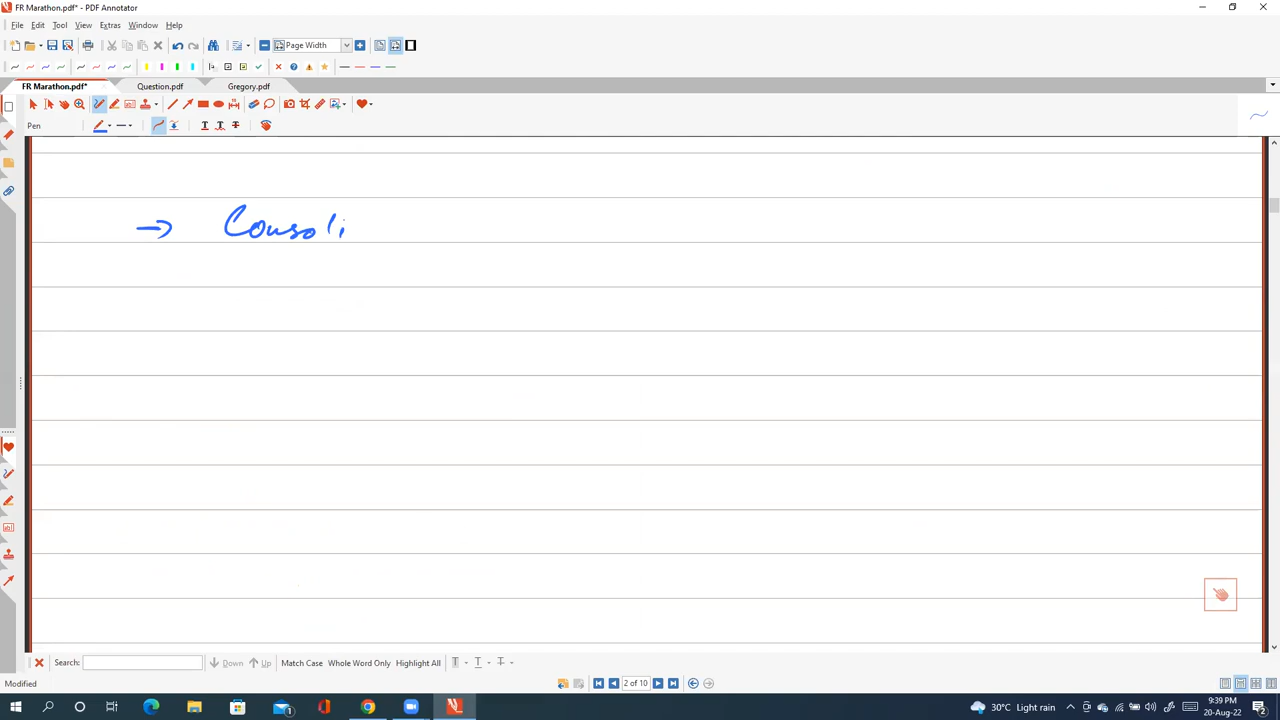 FR Marathon.pdf* - PDF Annotator
File Edit Tool View Extras Window Help
Page Width
FR Marathon.pdf* Question.pdf Gregory.pdf
Pen
→ Consoli
Search: Down Up Match Case Whole Word Only Highlight All
Modified
2 of 10
30°C Light rain
9:39 PM
20-Aug-22